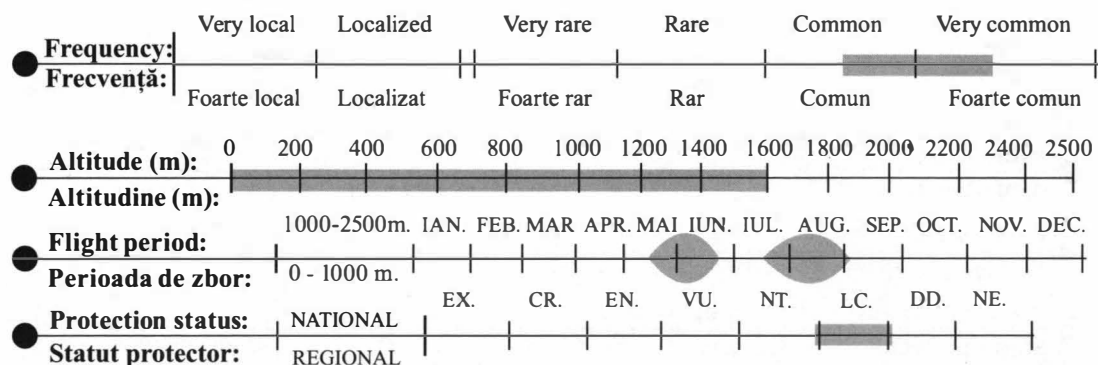 Very local Localized Very rare Rare Common Very common
Frequency:
Frecvență:
Foarte local Localizat Foarte rar Rar Comun Foarte comun
0 200 400 600 800 1000 1200 1400 1600 1800 2000 2200 2400 2500
Altitude (m):
Altitudine (m):
1000-2500m. IAN. FEB. MAR APR. MAI IUN. IUL. AUG. SEP. OCT. NOV. DEC.
Flight period:
Perioada de zbor: 0 - 1000 m.
EX. CR. EN. VU. NT. LC. DD. NE.
Protection status: NATIONAL
Statut protector: REGIONAL